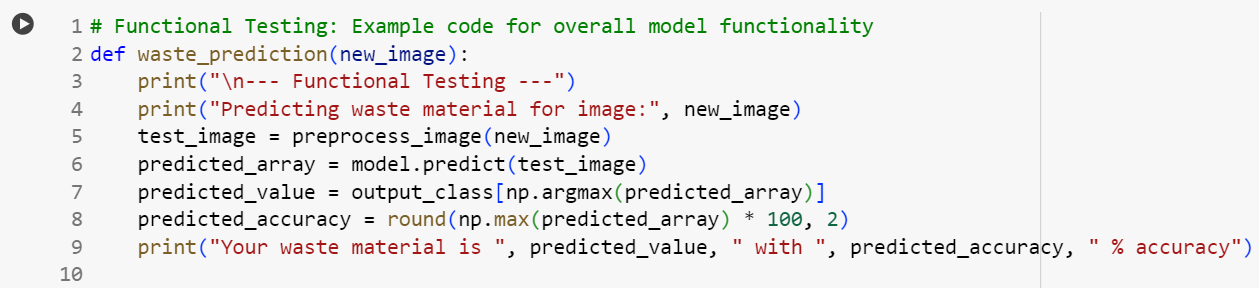 1 # Functional Testing: Example code for overall model functionality
2 def waste_prediction(new_image):
3     print("\n--- Functional Testing ---")
4     print("Predicting waste material for image:", new_image)
5     test_image = preprocess_image(new_image)
6     predicted_array = model.predict(test_image)
7     predicted_value = output_class[np.argmax(predicted_array)]
8     predicted_accuracy = round(np.max(predicted_array) * 100, 2)
9     print("Your waste material is ", predicted_value, " with ", predicted_accuracy, " % accuracy")
10